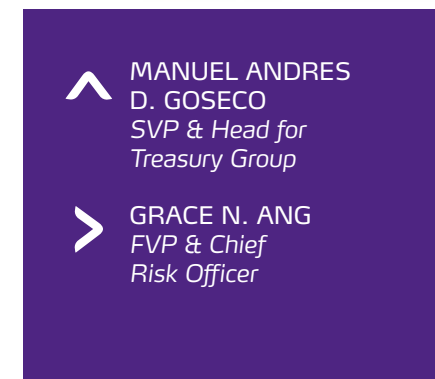 MANUEL ANDRES
D. GOSECO
SVP & Head for
Treasury Group
GRACE N. ANG
FVP & Chief
Risk Officer